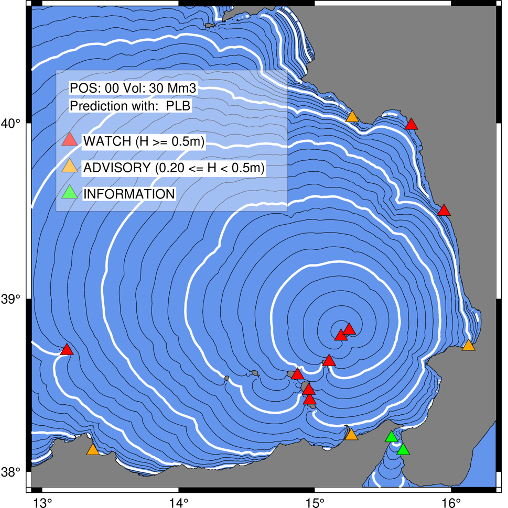 POS: 00 Vol: 30 Mm3
Prediction with: PLB
WATCH (H >= 0.5m)
ADVISORY (0.20 <= H < 0.5m)
INFORMATION
40°
39°
38°
13° 14° 15° 16°